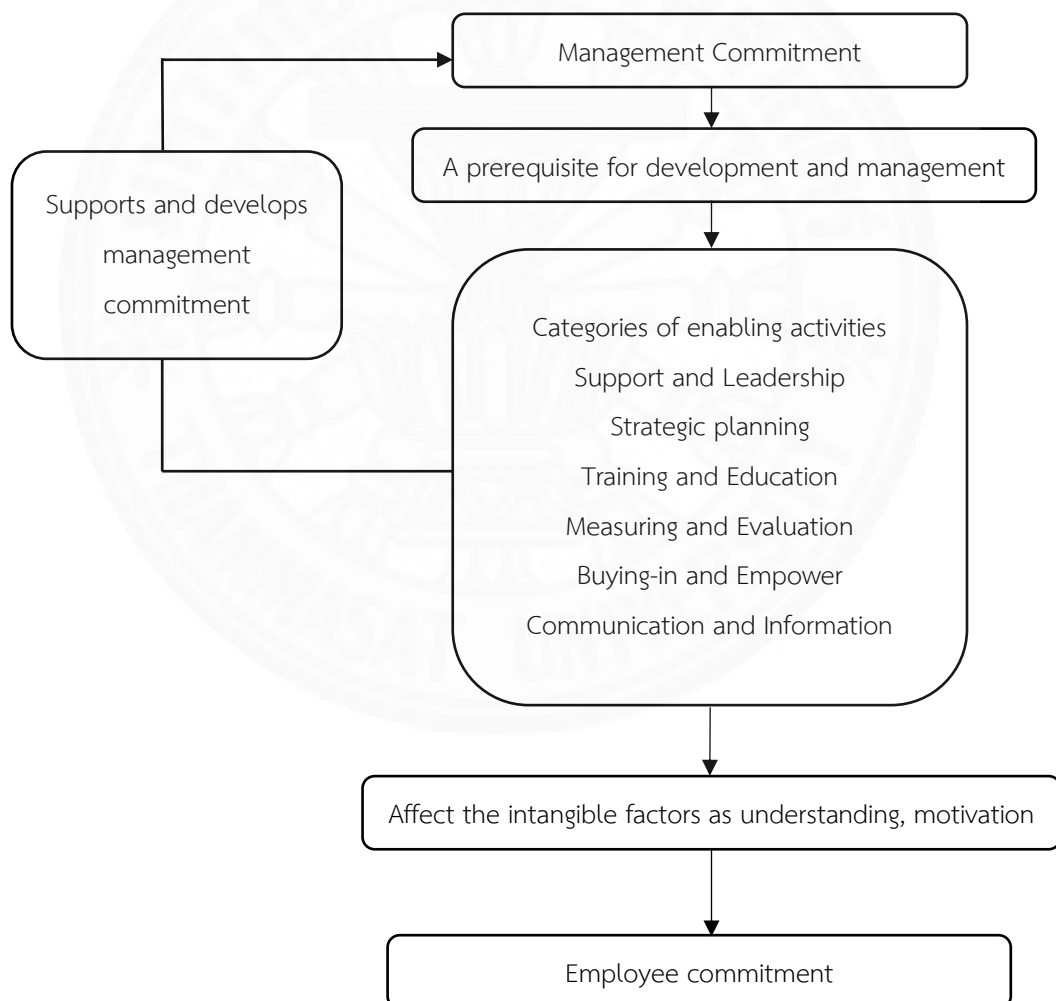 Management Commitment
A prerequisite for development and management
Supports and develops
management
commitment
Categories of enabling activities
Support and Leadership
Strategic planning
Training and Education
Measuring and Evaluation
Buying-in and Empower
Communication and Information
Affect the intangible factors as understanding, motivation
Employee commitment
THAMMASAT UNIVERSITY